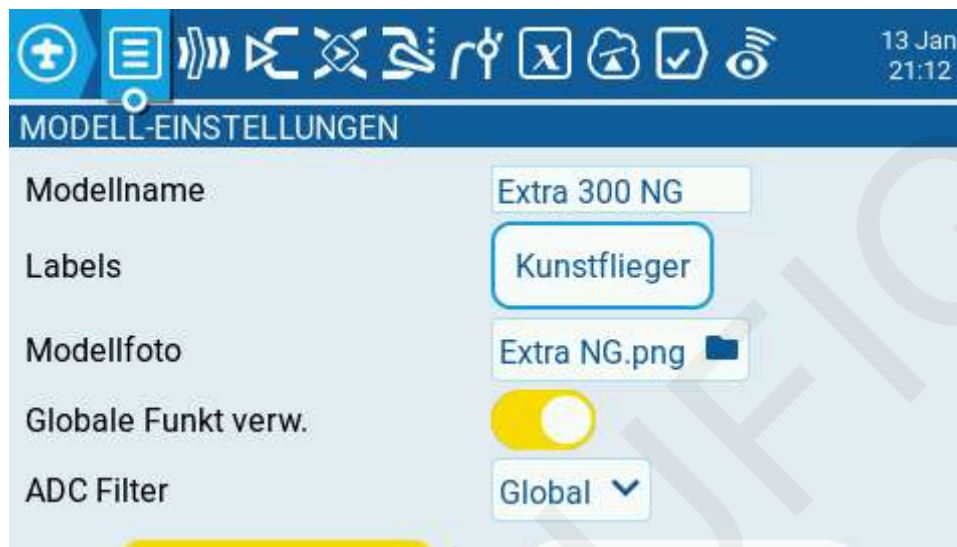 13 Jan
21:12
MODELL-EINSTELLUNGEN
Modellname Extra 300 NG
Labels Kunstflieger
Modellfoto Extra NG.png
Globale Funkt verw.
ADC Filter Global